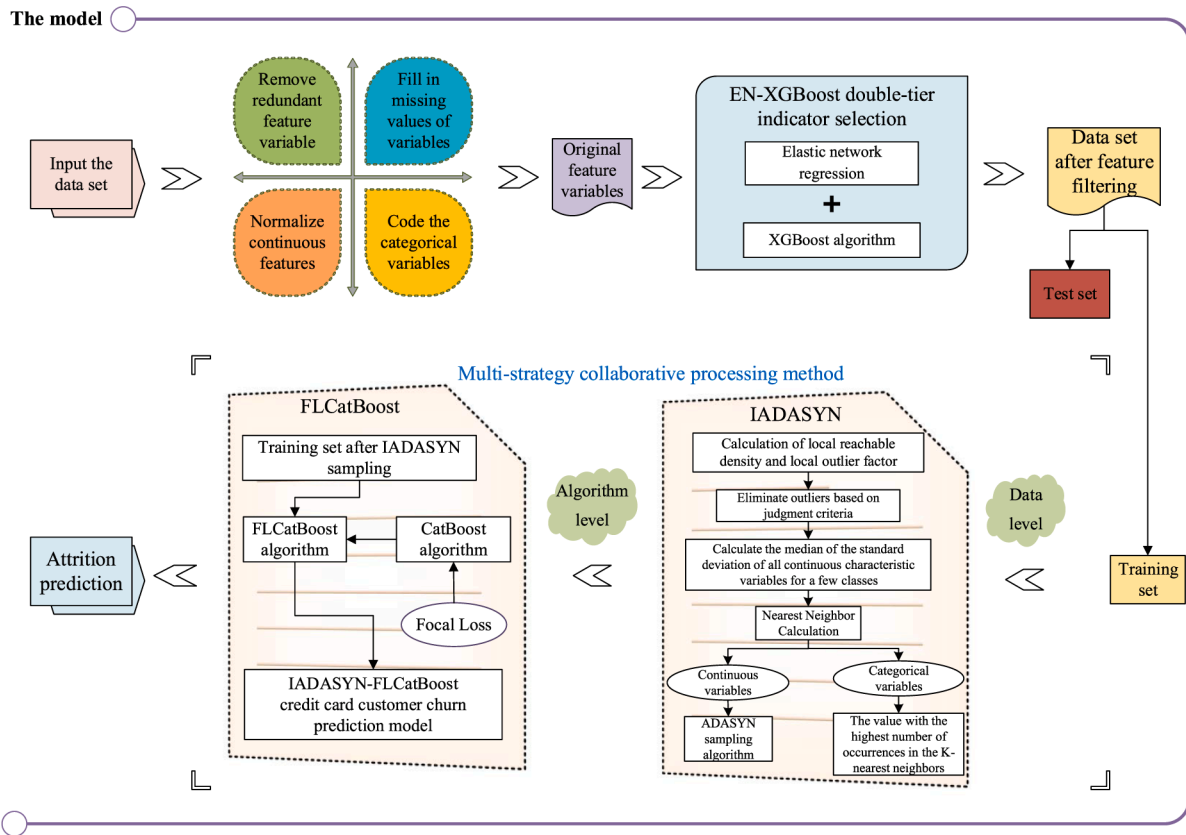 The model
Remove
redundant
feature
variable
Fill in
missing
values of
variables
Normalize
continuous
features
Code the
categorical
variables
Input the
data set
Original
feature
variables
EN-XGBoost double-tier
indicator selection
Elastic network
regression
+
XGBoost algorithm
Data set
after feature
filtering
Test set
Training
set
Multi-strategy collaborative processing method
Data
level
IADASYN
Calculation of local reachable
density and local outlier factor
Eliminate outliers based on
judgment criteria
Calculate the median of the standard
deviation of all continuous characteristic
variables for a few classes
Nearest Neighbor
Calculation
Continuous
variables
Categorical
variables
ADASYN
sampling
algorithm
The value with the
highest number of
occurrences in the K-
nearest neighbors
Algorithm
level
FLCatBoost
Training set after IADASYN
sampling
FLCatBoost
algorithm
CatBoost
algorithm
Focal Loss
IADASYN-FLCatBoost
credit card customer churn
prediction model
Attrition
prediction